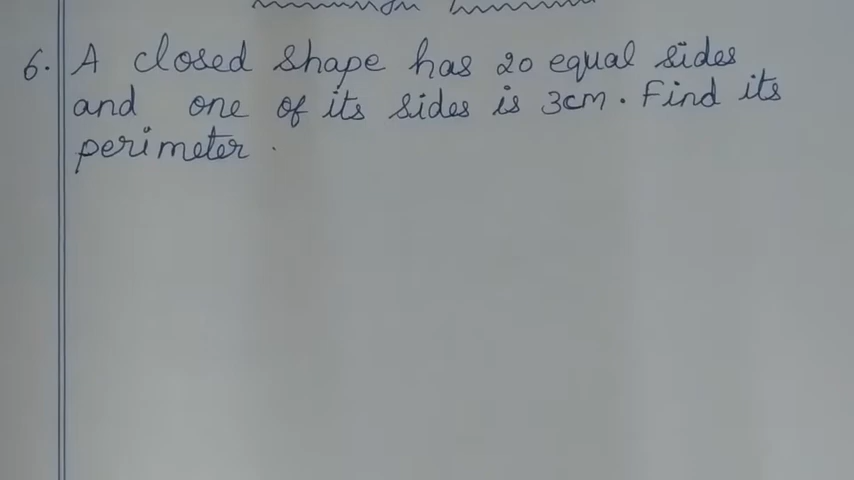 6. A closed shape has 20 equal sides
and one of its sides is 3cm. Find its
perimeter.